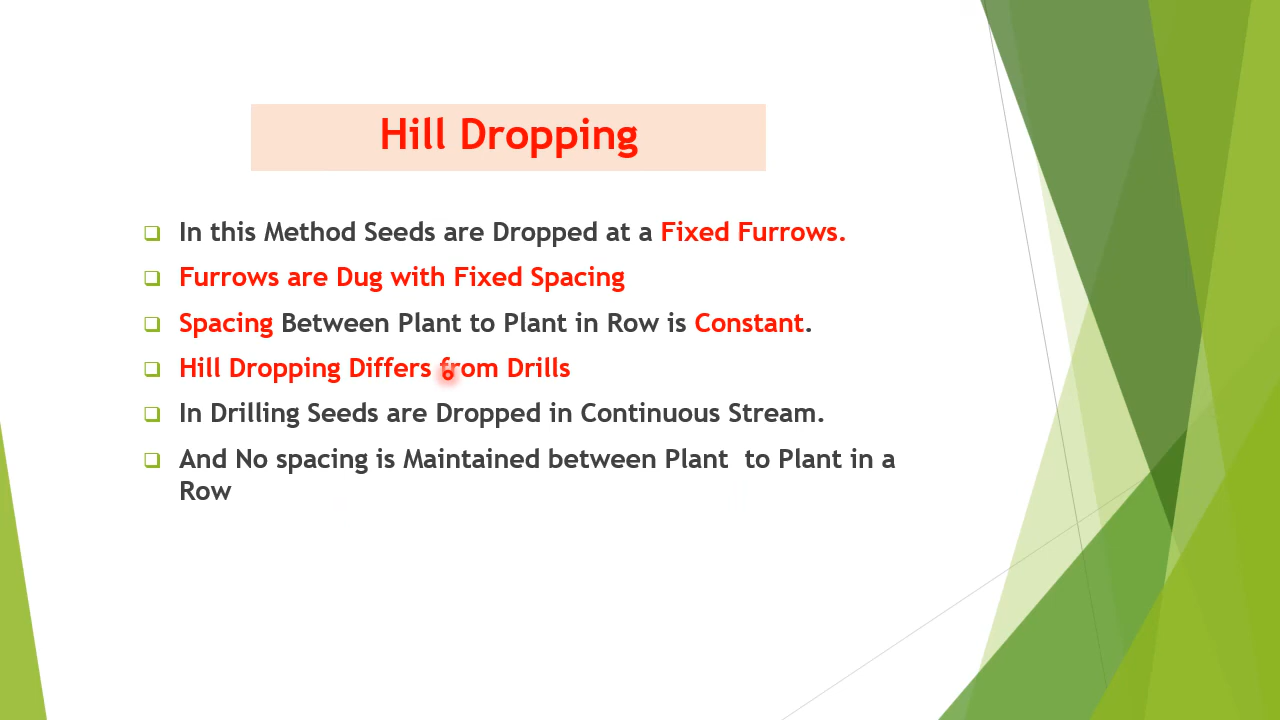 Hill Dropping
In this Method Seeds are Dropped at a Fixed Furrows.
Furrows are Dug with Fixed Spacing
Spacing Between Plant to Plant in Row is Constant.
Hill Dropping Differs from Drills
In Drilling Seeds are Dropped in Continuous Stream.
And No spacing is Maintained between Plant  to Plant in a
Row